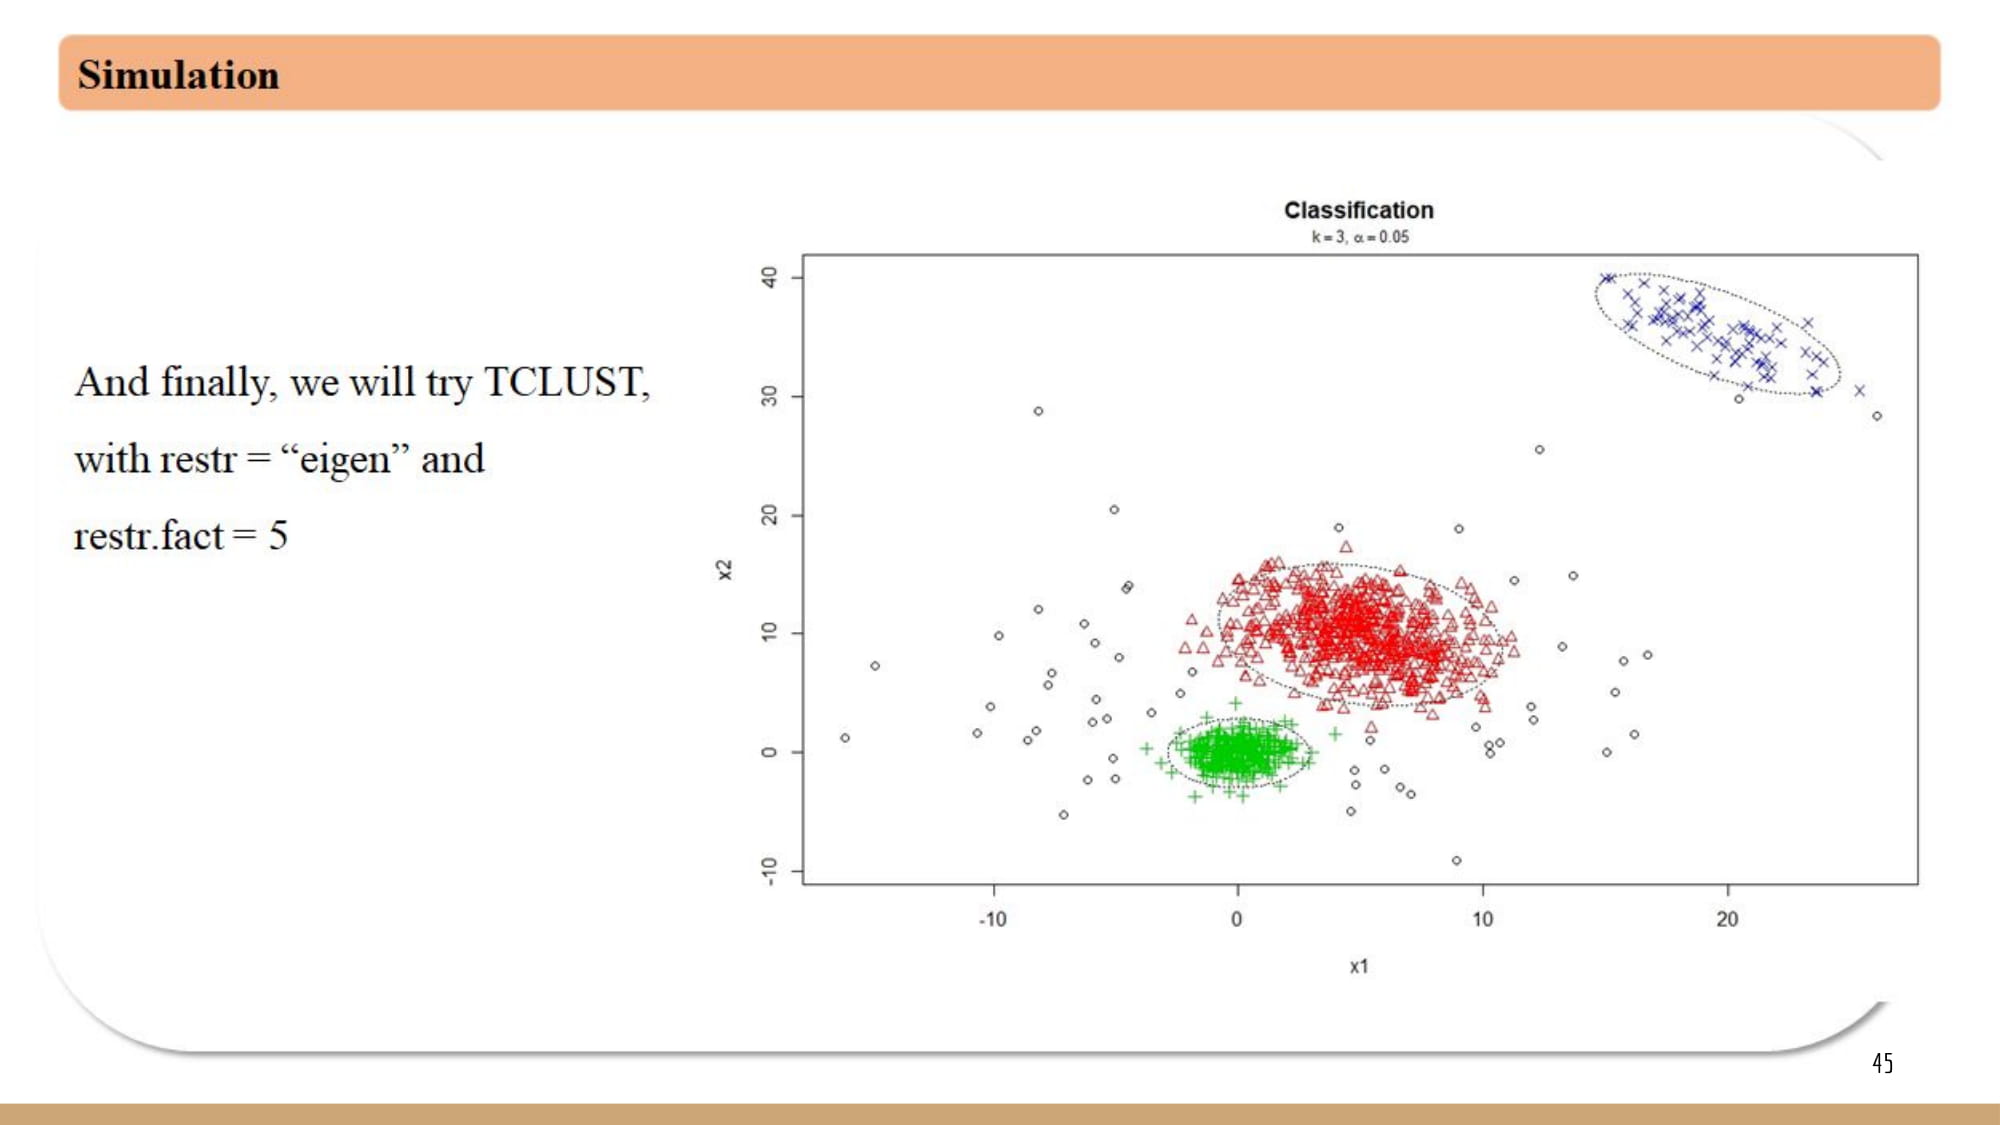 Simulation
And finally, we will try TCLUST,
with restr = “eigen” and
restr.fact = 5
Classification
k = 3, α = 0.05
40
30
20
10
0
-10
x2
-10
0
10
20
x1
45